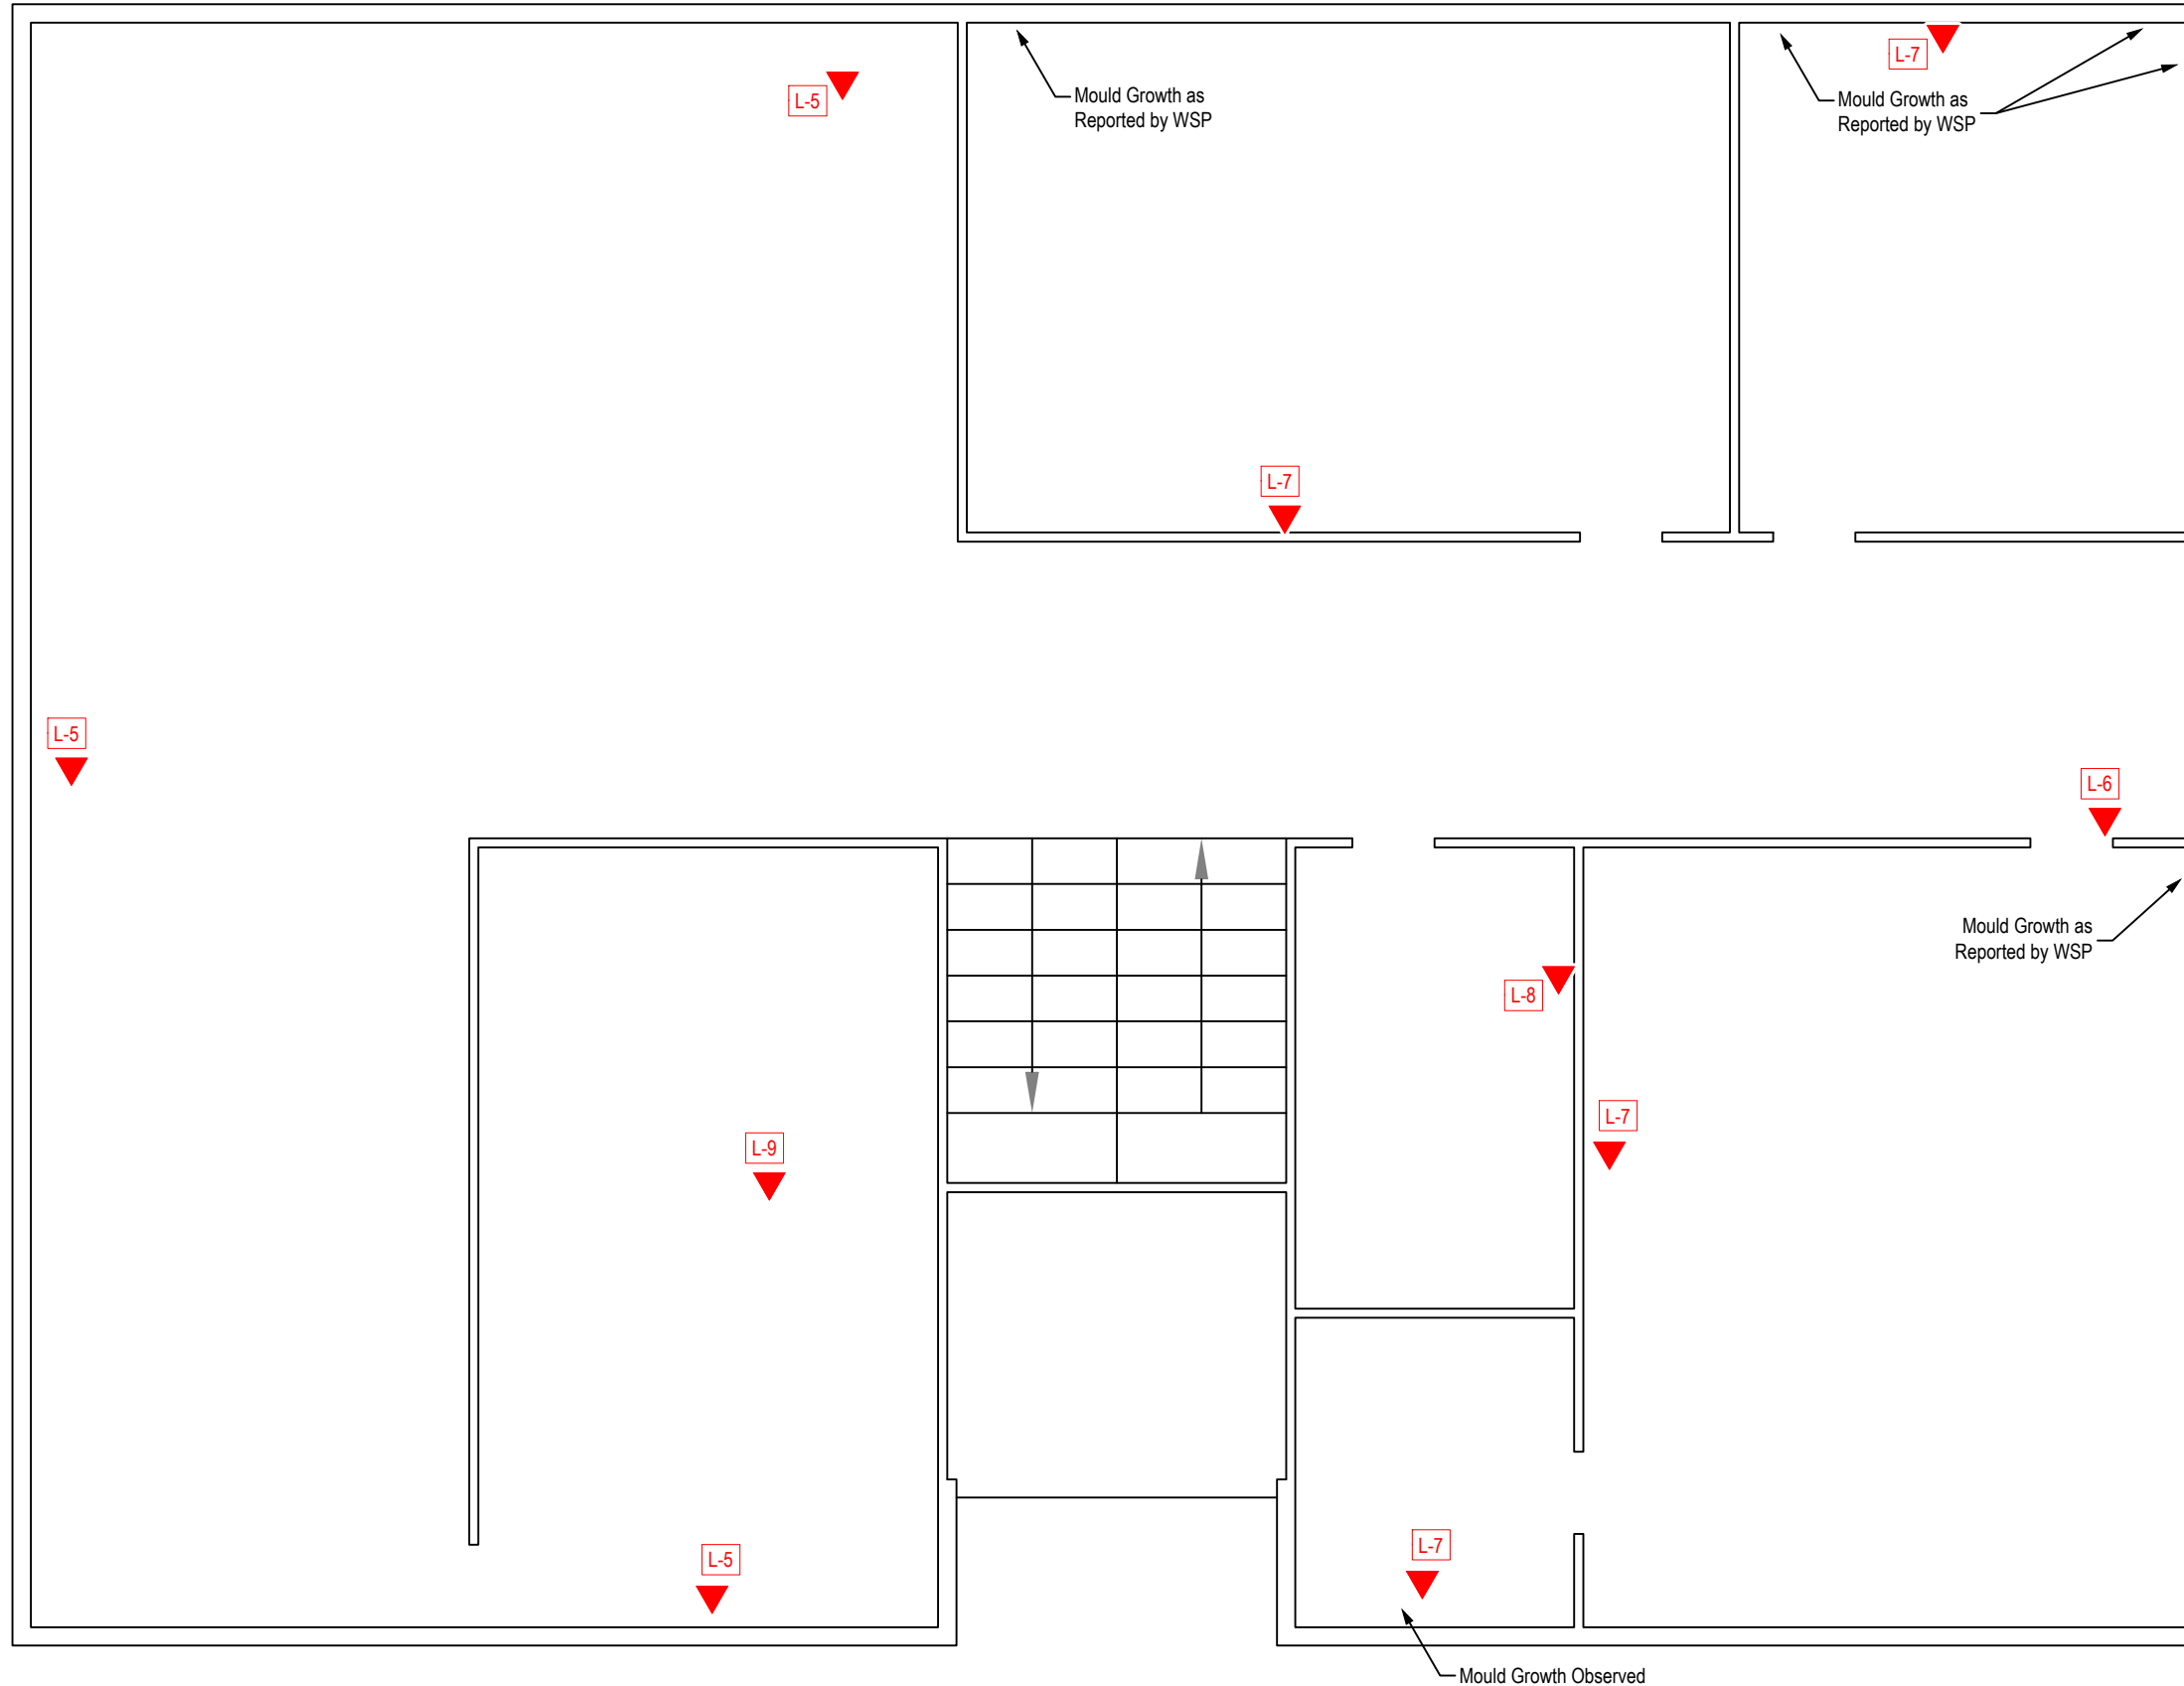 L-7
L-5
Mould Growth as
Reported by WSP
Mould Growth as
Reported by WSP
L-7
L-5
L-6
Mould Growth as
Reported by WSP
L-8
L-7
L-9
L-7
L-5
Mould Growth Observed